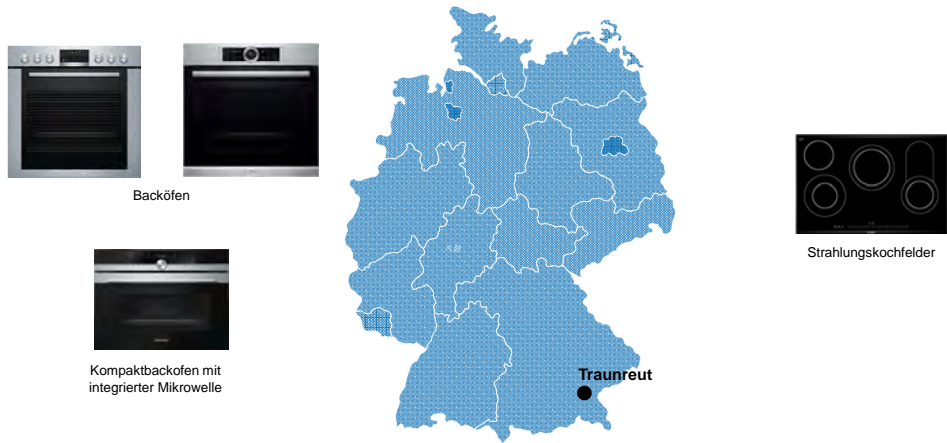 Backöfen
Strahlungskochfelder
Kompaktbackofen mit
integrierter Mikrowelle
Traunreut